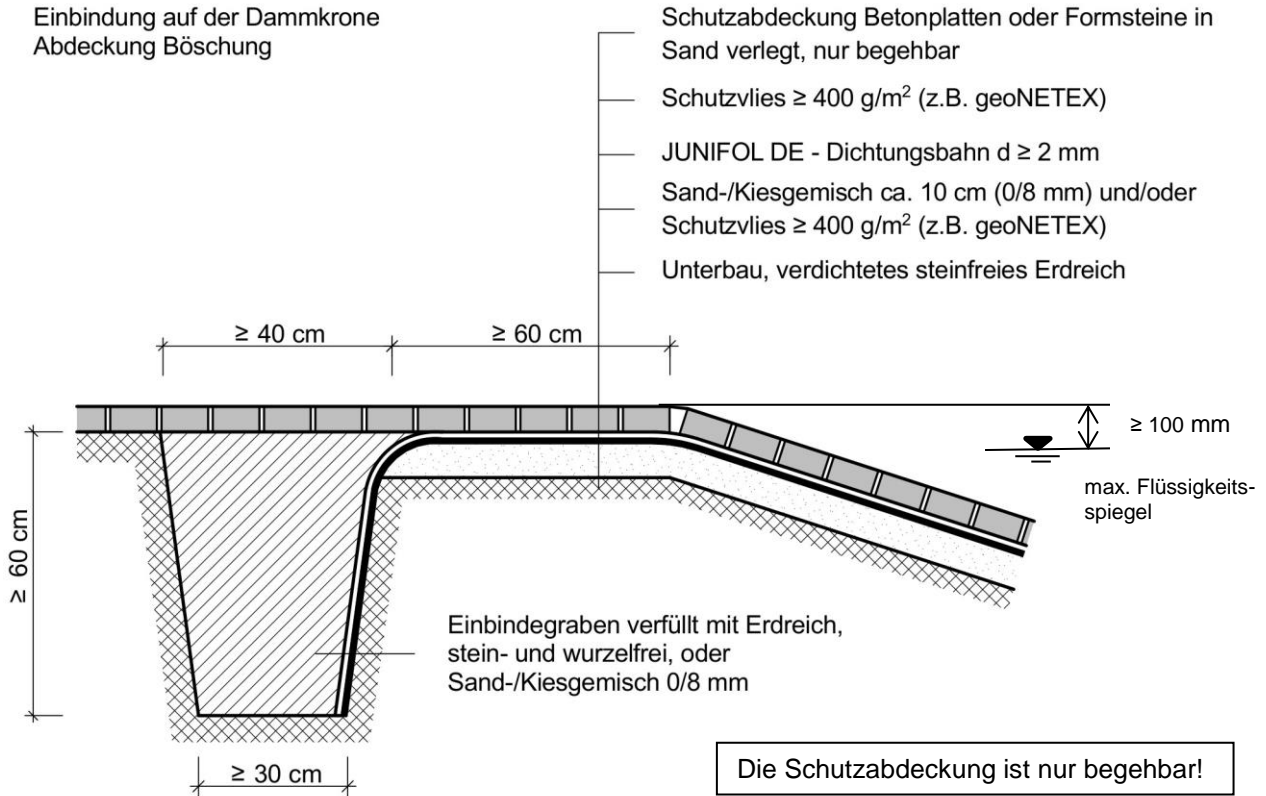 Einbindung auf der Dammkrone
Abdeckung Böschung
Schutzabdeckung Betonplatten oder Formsteine in
Sand verlegt, nur begehbar
Schutzvlies ≥ 400 g/m² (z.B. geoNETEX)
JUNIFOL DE - Dichtungsbahn d ≥ 2 mm
Sand-/Kiesgemisch ca. 10 cm (0/8 mm) und/oder
Schutzvlies ≥ 400 g/m² (z.B. geoNETEX)
Unterbau, verdichtetes steinfreies Erdreich
≥ 40 cm
≥ 60 cm
≥ 100 mm
max. Flüssigkeits-
spiegel
≥ 60 cm
Einbindegraben verfüllt mit Erdreich,
stein- und wurzelfrei, oder
Sand-/Kiesgemisch 0/8 mm
≥ 30 cm
Die Schutzabdeckung ist nur begehbar!